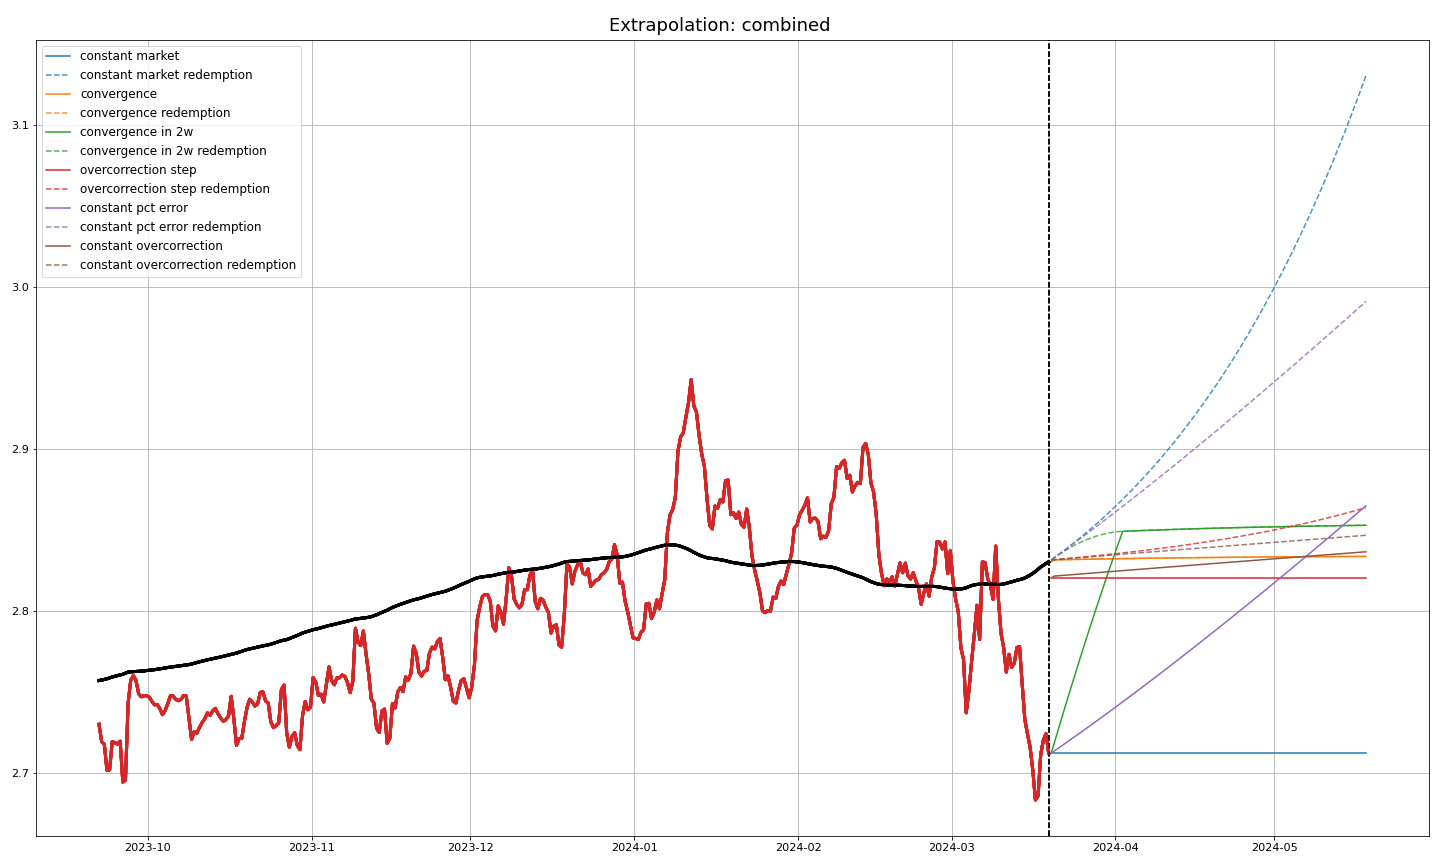 Extrapolation: combined
constant market
constant market redemption
convergence
convergence redemption
convergence in 2w
convergence in 2w redemption
overcorrection step
overcorrection step redemption
constant pct error
constant pct error redemption
constant overcorrection
constant overcorrection redemption
3.1
3.0
2.9
2.8
2.7
2023-10 2023-11 2023-12 2024-01 2024-02 2024-03 2024-04 2024-05